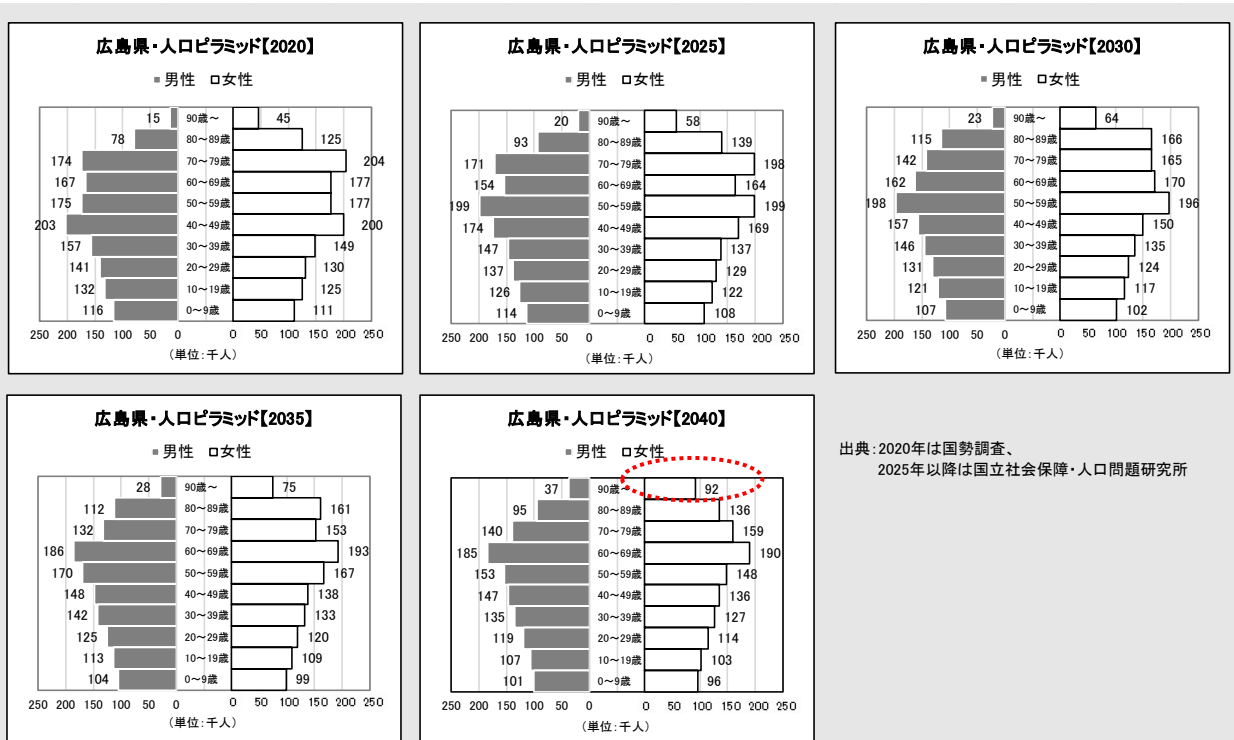 広島県・人口ピラミッド【2020】
■男性 □女性
15 90歳～ 45
78 80～89歳 125
174 70～79歳 204
167 60～69歳 177
175 50～59歳 177
203 40～49歳 200
157 30～39歳 149
141 20～29歳 130
132 10～19歳 125
116 0～9歳 111
250 200 150 100 50 0 0 50 100 150 200 250
（単位：千人）
広島県・人口ピラミッド【2025】
■男性 □女性
20 90歳～ 58
93 80～89歳 139
171 70～79歳 198
154 60～69歳 164
199 50～59歳 199
174 40～49歳 169
147 30～39歳 137
137 20～29歳 129
126 10～19歳 122
114 0～9歳 108
250 200 150 100 50 0 0 50 100 150 200 250
（単位：千人）
広島県・人口ピラミッド【2030】
■男性 □女性
23 90歳～ 64
115 80～89歳 166
142 70～79歳 165
162 60～69歳 170
198 50～59歳 196
157 40～49歳 150
146 30～39歳 135
131 20～29歳 124
121 10～19歳 117
107 0～9歳 102
250 200 150 100 50 0 0 50 100 150 200 250
（単位：千人）
広島県・人口ピラミッド【2035】
■男性 □女性
28 90歳～ 75
112 80～89歳 161
132 70～79歳 153
186 60～69歳 193
170 50～59歳 167
148 40～49歳 138
142 30～39歳 133
125 20～29歳 120
113 10～19歳 109
104 0～9歳 99
250 200 150 100 50 0 0 50 100 150 200 250
（単位：千人）
広島県・人口ピラミッド【2040】
■男性 □女性
37 90歳～ 92
95 80～89歳 136
140 70～79歳 159
185 60～69歳 190
153 50～59歳 148
147 40～49歳 136
135 30～39歳 127
119 20～29歳 114
107 10～19歳 103
101 0～9歳 96
250 200 150 100 50 0 0 50 100 150 200 250
（単位：千人）
出典：2020年は国勢調査、
2025年以降は国立社会保障・人口問題研究所